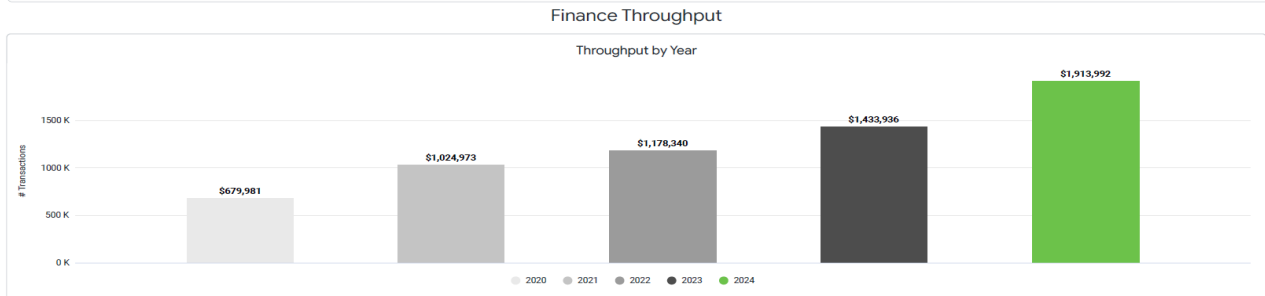 Finance Throughput
Throughput by Year
$1,913,992
1500 K
$1,433,936
$1,178,340
$1,024,973
1000 K
# Transactions
$679,981
500 K
0 K
2020 2021 2022 2023 2024